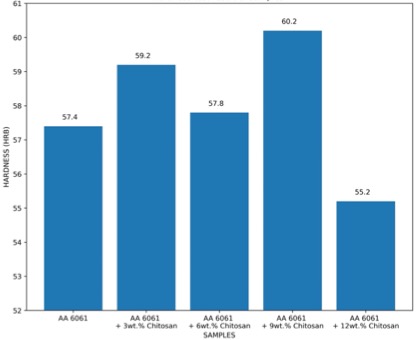 61
60
59
58
57
56
55
54
53
52
HARDNESS (HRB)
57.4
59.2
57.8
60.2
55.2
AA 6061
AA 6061
+ 3wt.% Chitosan
AA 6061
+ 6wt.% Chitosan
AA 6061
+ 9wt.% Chitosan
AA 6061
+ 12wt.% Chitosan
SAMPLES